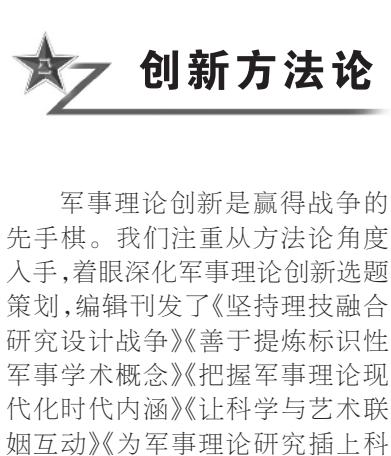 创新方法论
军事理论创新是赢得战争的
先手棋。我们注重从方法论角度
入手,着眼深化军事理论创新选题
策划,编辑刊发了《坚持理技融合
研究设计战争》《善于提炼标识性
军事学术概念》《把握军事理论现
代化时代内涵》《让科学与艺术联
姻互动》《为军事理论研究插上科